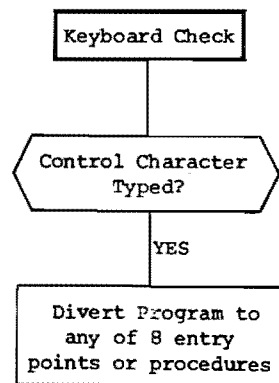 Keyboard Check
Control Character
Typed?
YES
Divert Program to
any of 8 entry
points or procedures